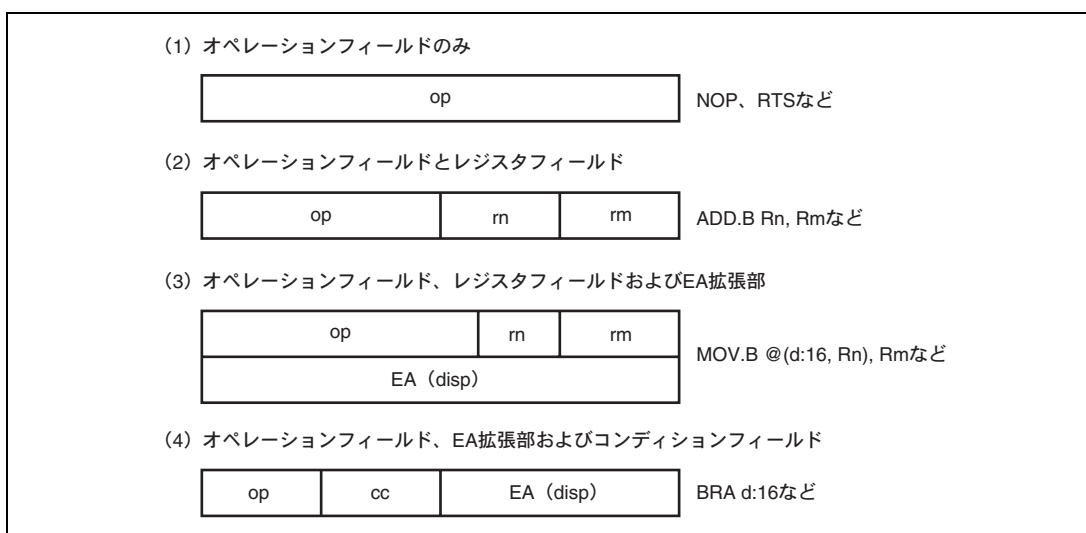 (1) オペレーションフィールドのみ
op
NOP、RTSなど
(2) オペレーションフィールドとレジスタフィールド
op rn rm
ADD.B Rn, Rmなど
(3) オペレーションフィールド、レジスタフィールドおよびEA拡張部
op rn rm
EA(disp)
MOV.B @(d:16, Rn), Rmなど
(4) オペレーションフィールド、EA拡張部およびコンディションフィールド
op cc EA(disp)
BRA d:16など